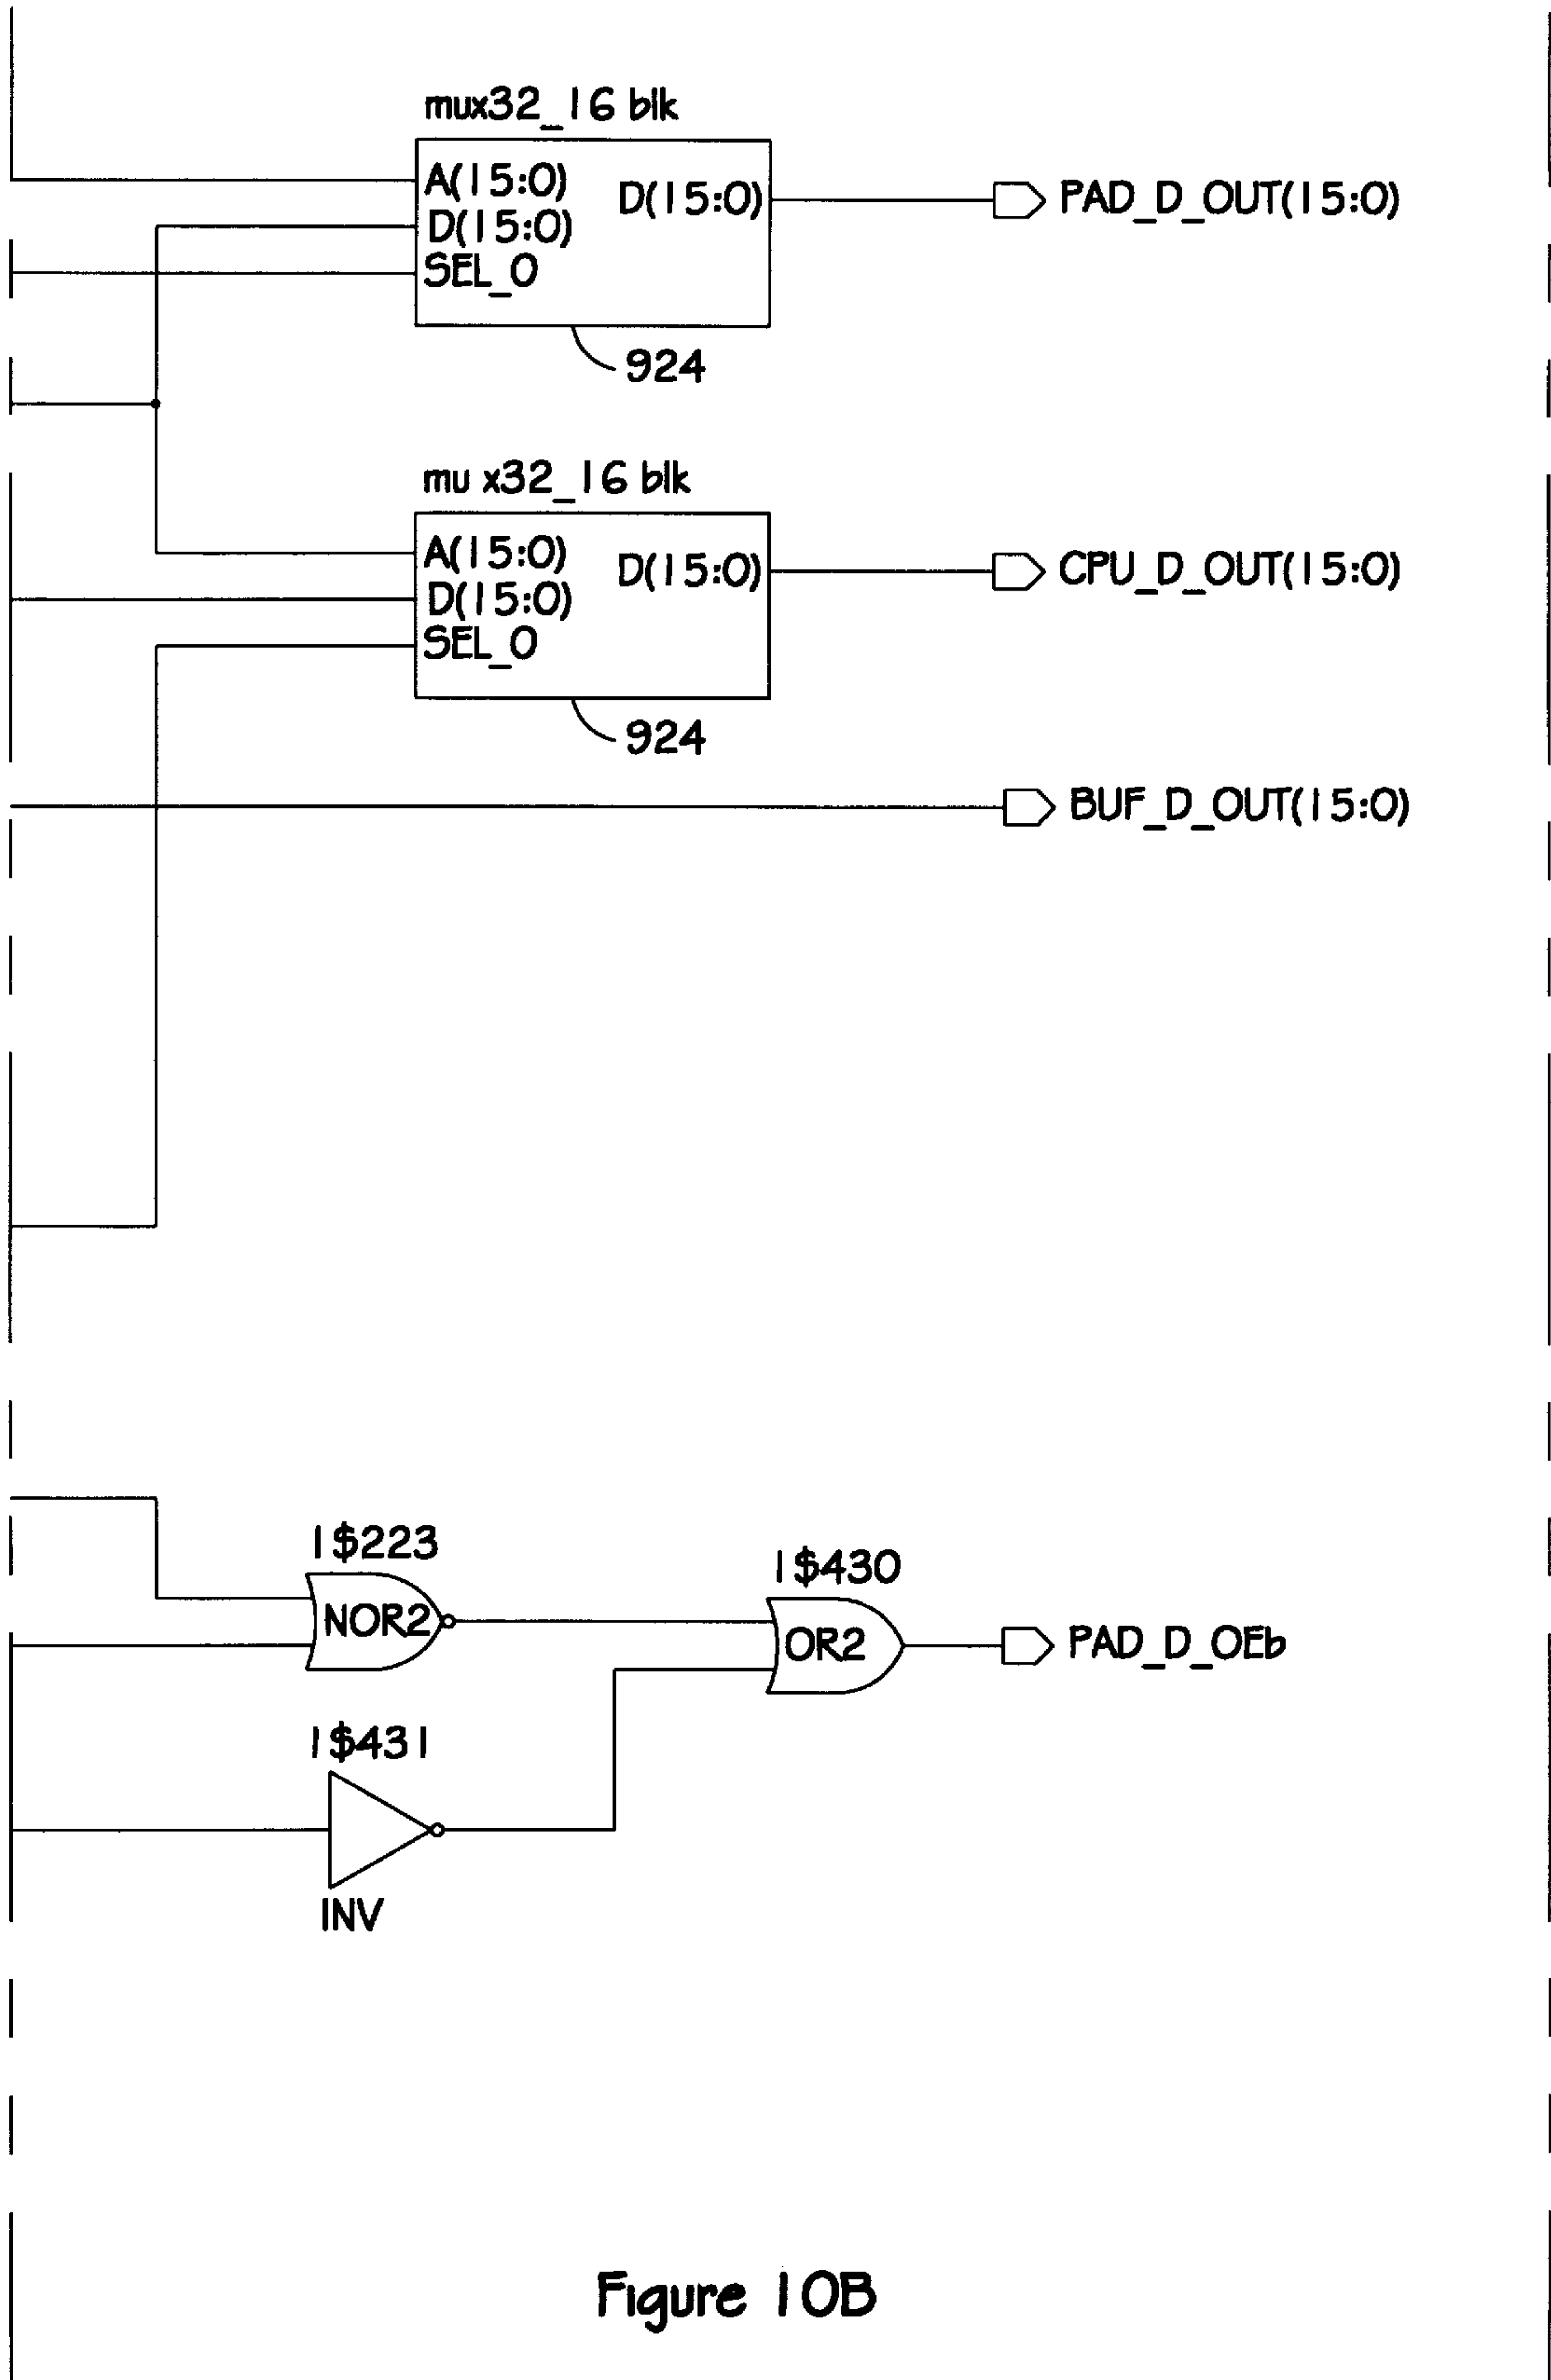 mux32_16 blk
A(15:0)
D(15:0)
SEL_0
D(15:0)
PAD_D_OUT(15:0)
924
mu x32_16 blk
A(15:0)
D(15:0)
SEL_0
D(15:0)
CPU_D_OUT(15:0)
924
BUF_D_OUT(15:0)
1$223
NOR2
1$430
OR2
PAD_D_OEb
1$431
INV
Figure 10B